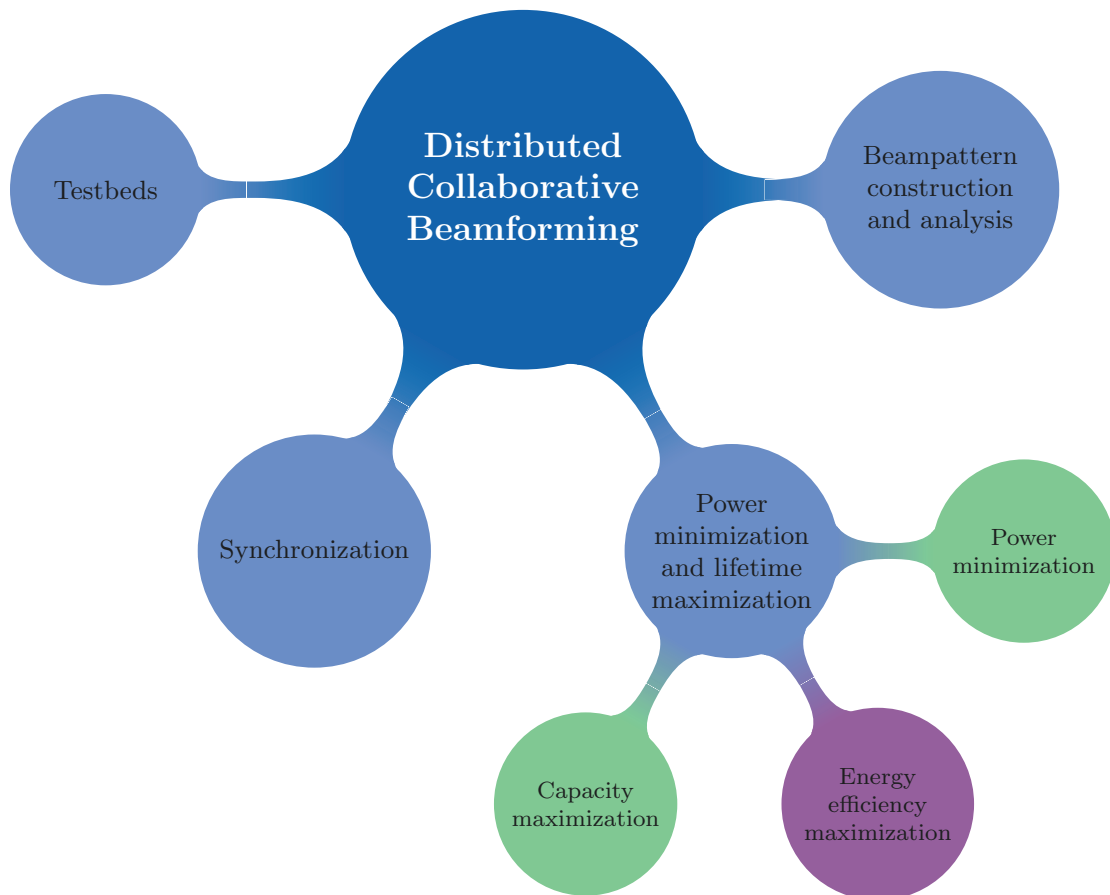 Distributed
Collaborative
Beamforming
Testbeds
Beampattern
construction
and analysis
Synchronization
Power
minimization
and lifetime
maximization
Power
minimization
Capacity
maximization
Energy
efficiency
maximization